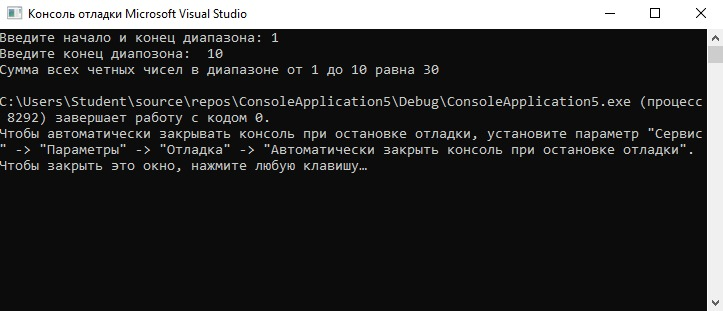 Консоль отладки Microsoft Visual Studio
Введите начало и конец диапазона: 1
Введите конец диапозона:  10
Сумма всех четных чисел в диапазоне от 1 до 10 равна 30
C:\Users\Student\source\repos\ConsoleApplication5\Debug\ConsoleApplication5.exe (процесс
 8292) завершает работу с кодом 0.
Чтобы автоматически закрывать консоль при остановке отладки, установите параметр "Сервис
" -> "Параметры" -> "Отладка" -> "Автоматически закрыть консоль при остановке отладки".
Чтобы закрыть это окно, нажмите любую клавишу…